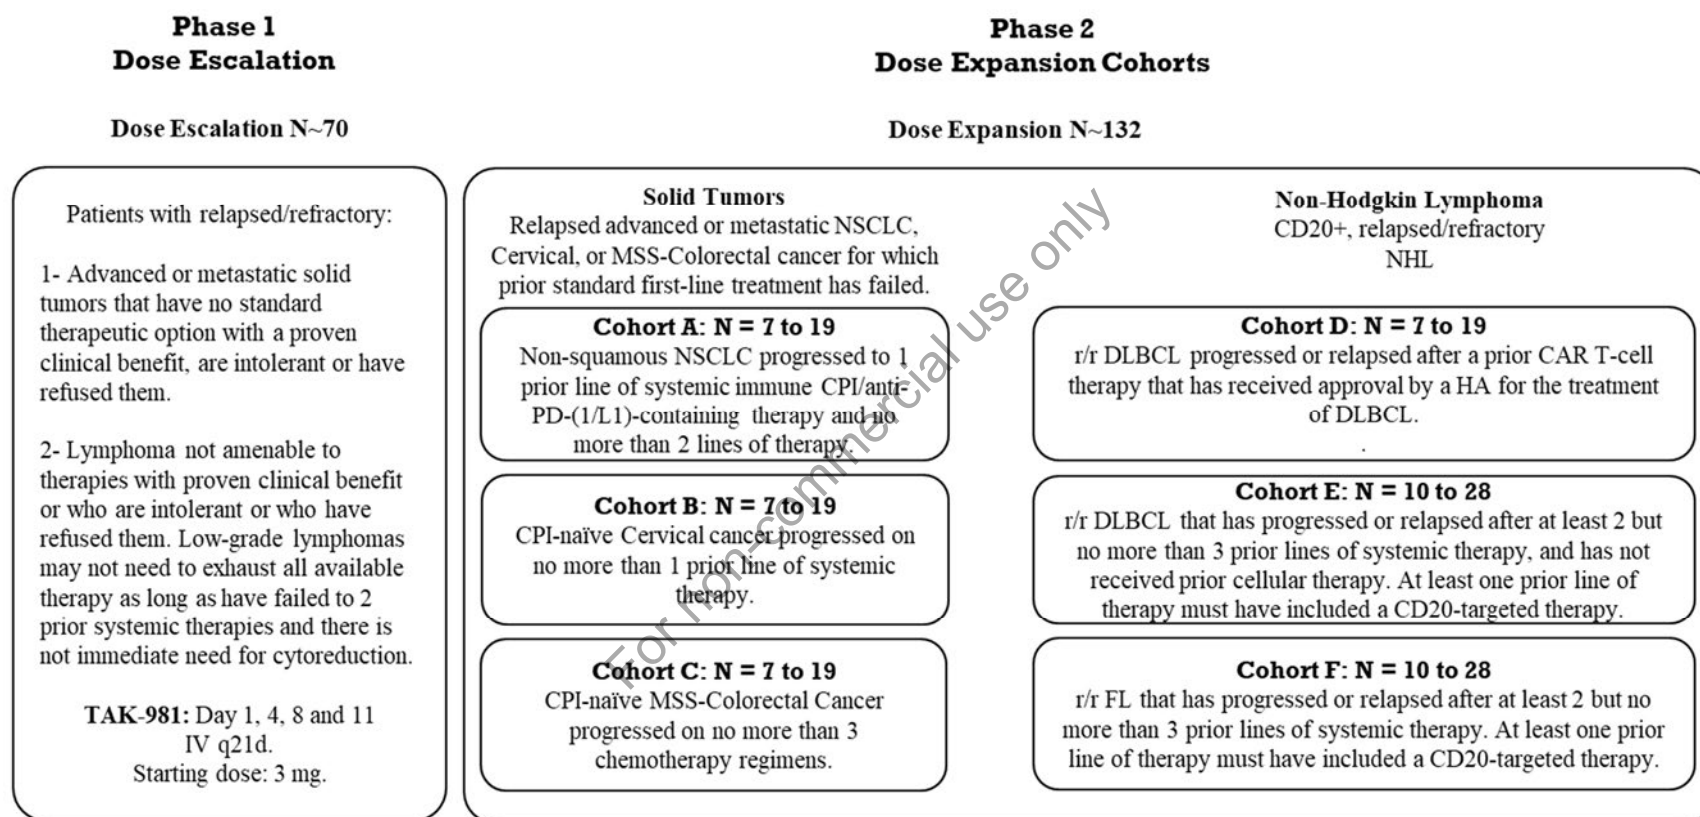 Phase 1
Dose Escalation
Dose Escalation N~70
Patients with relapsed/refractory:
1- Advanced or metastatic solid
tumors that have no standard
therapeutic option with a proven
clinical benefit, are intolerant or have
refused them.
2- Lymphoma not amenable to
therapies with proven clinical benefit
or who are intolerant or who have
refused them. Low-grade lymphomas
may not need to exhaust all available
therapy as long as have failed to 2
prior systemic therapies and there is
not immediate need for cytoreduction.
TAK-981: Day 1, 4, 8 and 11
IV q21d.
Starting dose: 3 mg.
Phase 2
Dose Expansion Cohorts
Dose Expansion N~132
Solid Tumors
Relapsed advanced or metastatic NSCLC,
Cervical, or MSS-Colorectal cancer for which
prior standard first-line treatment has failed.
Cohort A: N = 7 to 19
Non-squamous NSCLC progressed to 1
prior line of systemic immune CPI/anti-
PD-(1/L1)-containing therapy and no
more than 2 lines of therapy.
Cohort B: N = 7 to 19
CPI-naïve Cervical cancer progressed on
no more than 1 prior line of systemic
therapy.
Cohort C: N = 7 to 19
CPI-naïve MSS-Colorectal Cancer
progressed on no more than 3
chemotherapy regimens.
Non-Hodgkin Lymphoma
CD20+, relapsed/refractory
NHL
Cohort D: N = 7 to 19
r/r DLBCL progressed or relapsed after a prior CAR T-cell
therapy that has received approval by a HA for the treatment
of DLBCL.
.
Cohort E: N = 10 to 28
r/r DLBCL that has progressed or relapsed after at least 2 but
no more than 3 prior lines of systemic therapy, and has not
received prior cellular therapy. At least one prior line of
therapy must have included a CD20-targeted therapy.
Cohort F: N = 10 to 28
r/r FL that has progressed or relapsed after at least 2 but no
more than 3 prior lines of systemic therapy. At least one prior
line of therapy must have included a CD20-targeted therapy.
For non-commercial use only